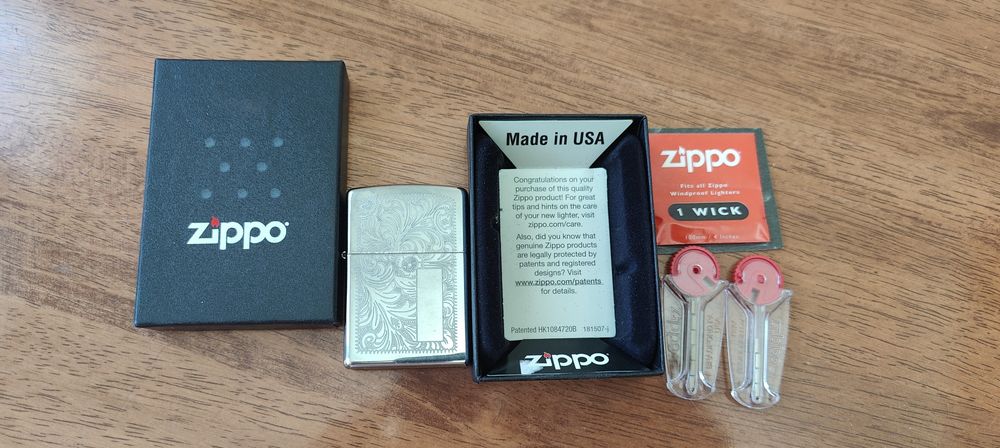 zippo
Made in USA
Congratulations on your
purchase of this quality
Zippo product! For great
tips and hints on the care
of your new lighter, visit
zippo.com/care.
Also, did you know that
genuine Zippo products
are legally protected by
patents and registered
designs? Visit
www.zippo.com/patents
for details.
Patented HK1084720B 181507-j
zippo
zippo
Fits all Zippo
Windproof Lighters
1 WICK
100mm / 4 Inches